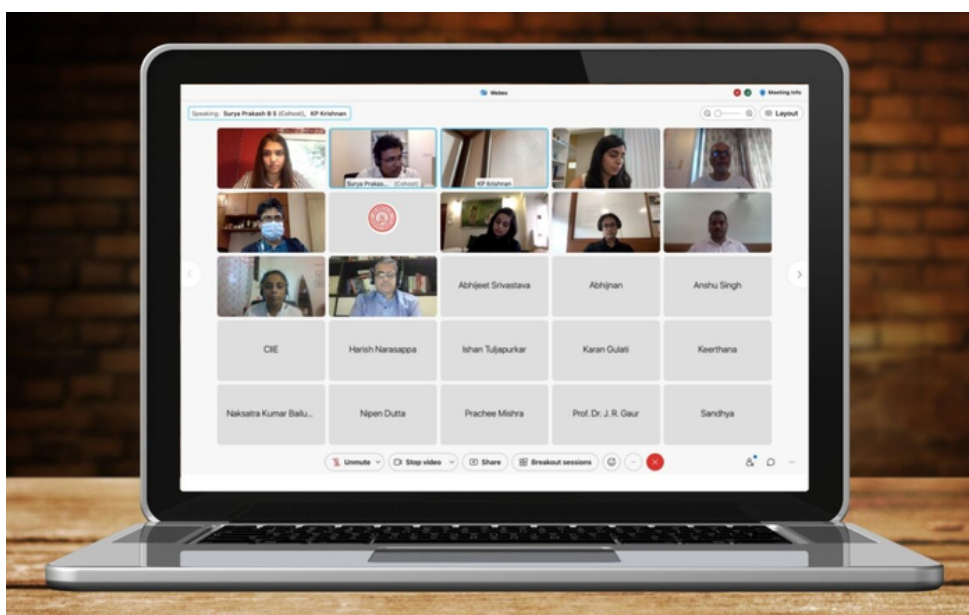 Webex
Meeting Info
Speaking: Surya Prakash B S (Cohost), KP Krishnan
Layout
Surya Prakas... (Cohost)
KP Krishnan
Abhijeet Srivastava
Abhijnan
Anshu Singh
CIIE
Harish Narasappa
Ishan Tuljapurkar
Karan Gulati
Keerthana
Naksatra Kumar Bailu...
Nipen Dutta
Prachee Mishra
Prof. Dr. J. R. Gaur
Sandhya
Unmute
Stop video
Share
Breakout sessions